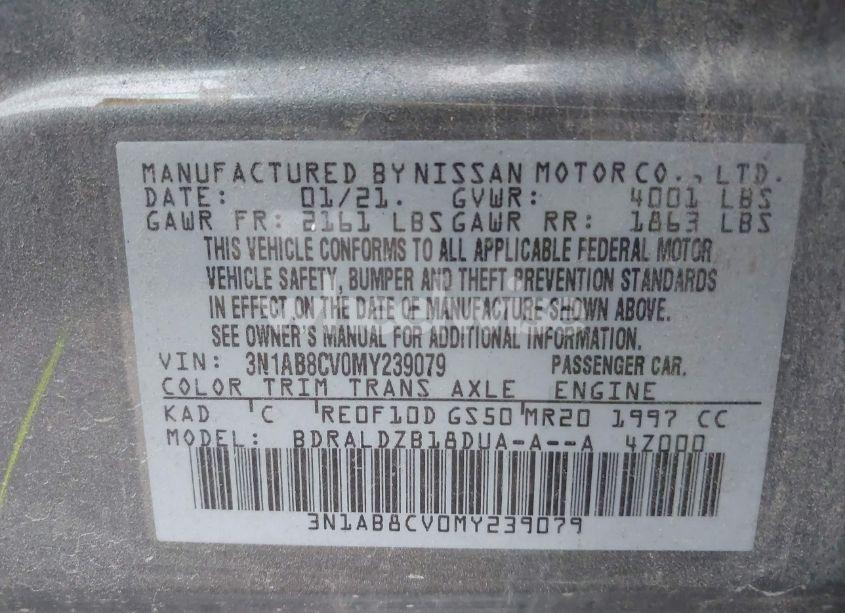 MANUFACTURED BY NISSAN MOTOR CO., LTD.
DATE: 01/21. GVWR: 4001 LBS
GAWR FR: 2161 LBS GAWR RR: 1863 LBS
THIS VEHICLE CONFORMS TO ALL APPLICABLE FEDERAL MOTOR
VEHICLE SAFETY, BUMPER AND THEFT PREVENTION STANDARDS
IN EFFECT ON THE DATE OF MANUFACTURE SHOWN ABOVE.
SEE OWNER'S MANUAL FOR ADDITIONAL INFORMATION.
VIN: 3N1AB8CV0MY239079 PASSENGER CAR.
COLOR TRIM TRANS AXLE ENGINE
KAD C RE0F10D GS50 MR20 1997 CC
MODEL: BDRALDZB18DUA-A--A 4Z000
3N1AB8CV0MY239079